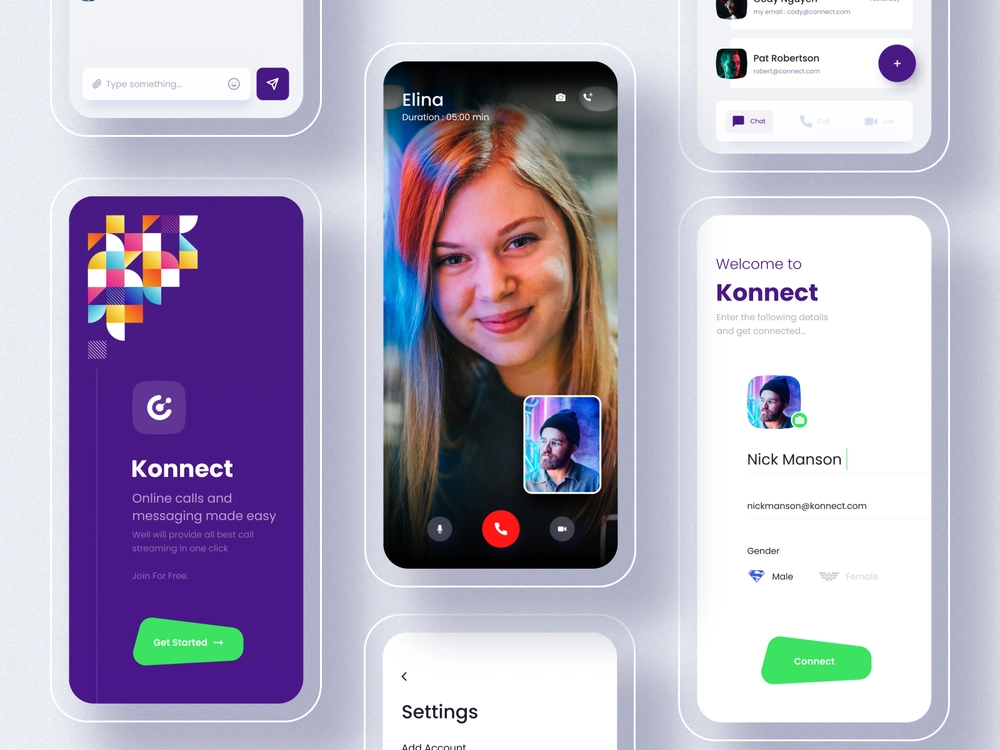 Type something...
Konnect
Online calls and
messaging made easy
Well will provide all best call
streaming in one click
Join For Free.
Get Started →
Elina
Duration : 05:00 min
Settings
Add Account
Cody Nguyen
my email : cody@connect.com
Pat Robertson
robert@connect.com
+
Chat
Call
Live
Welcome to
Konnect
Enter the following details
and get connected...
Nick Manson
nickmanson@konnect.com
Gender
Male
Female
Connect